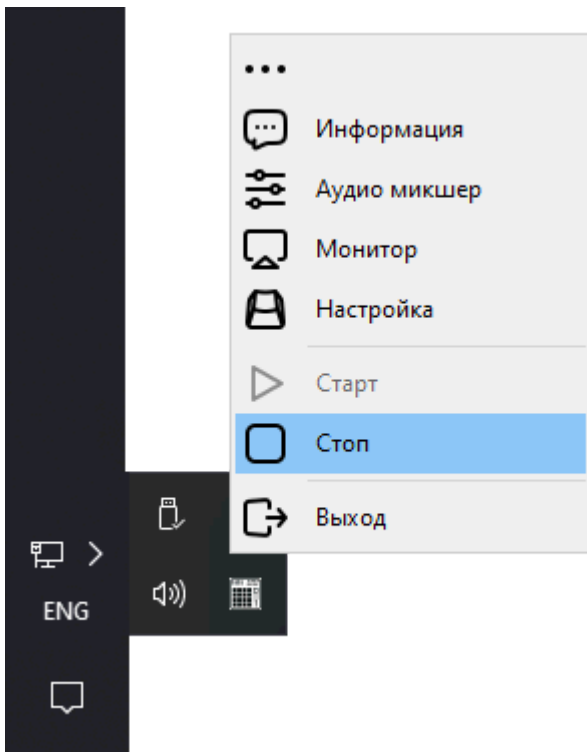 Информация
Аудио микшер
Монитор
Настройка
Старт
Стоп
Выход
ENG